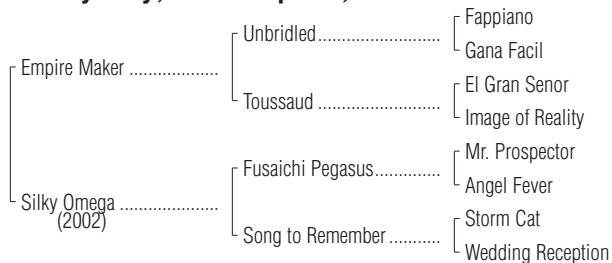 Fappiano
Unbridled
Gana Facil
Empire Maker
El Gran Senor
Toussaud
Image of Reality
Mr. Prospector
Fusaichi Pegasus
Angel Fever
Silky Omega
(2002)
Storm Cat
Song to Remember
Wedding Reception